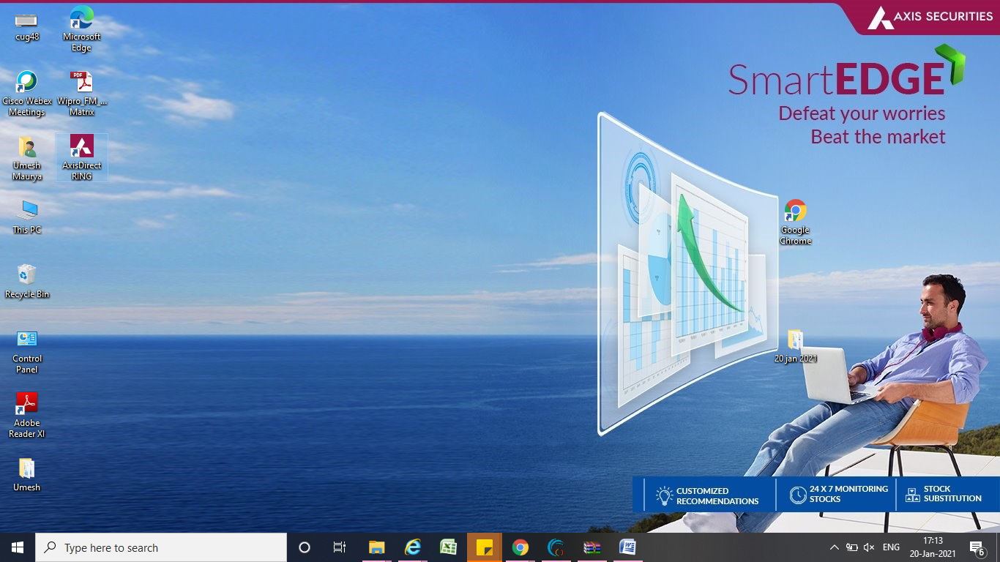 cug48
Microsoft
Edge
Cisco Webex
Meetings
PDF
Wipro_FM_...
Matrix
Umesh
Maurya
AxisDirect
RING
This PC
Recycle Bin
Control
Panel
Adobe
Reader XI
Umesh
AXIS SECURITIES
SmartEDGE
Defeat your worries
Beat the market
Google
Chrome
20 jan 2021
CUSTOMIZED
RECOMMENDATIONS
24 X 7 MONITORING
STOCKS
STOCK
SUBSTITUTION
Type here to search
ENG
17:13
20-Jan-2021
6